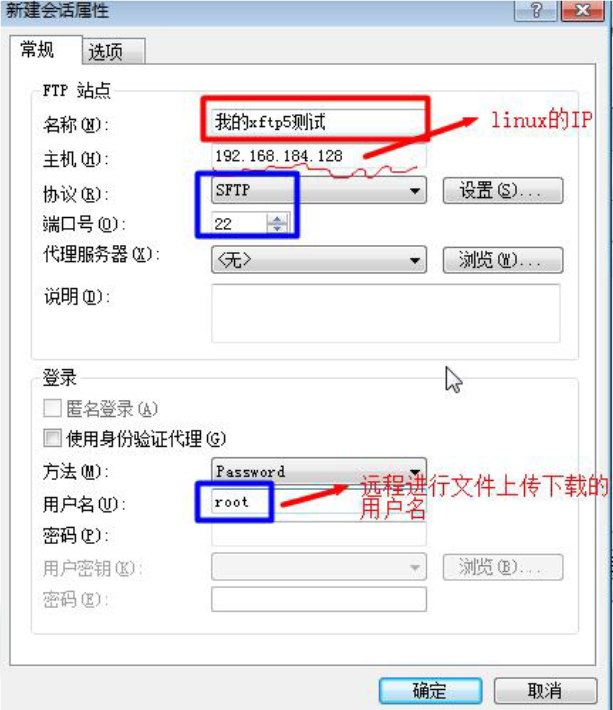 新建会话属性
常规 选项
FTP 站点
名称(N): 我的xftp5测试
linux的IP
主机(H): 192.168.184.128
协议(R): SFTP 设置(S)...
端口号(O): 22
代理服务器(X): <无> 浏览(W)...
说明(D):
登录
匿名登录(A)
使用身份验证代理(G)
方法(M): Password
远程进行文件上传下载的
用户名(U): root 用户名
密码(P):
用户密钥(K): 浏览(B)...
密码(E):
确定 取消